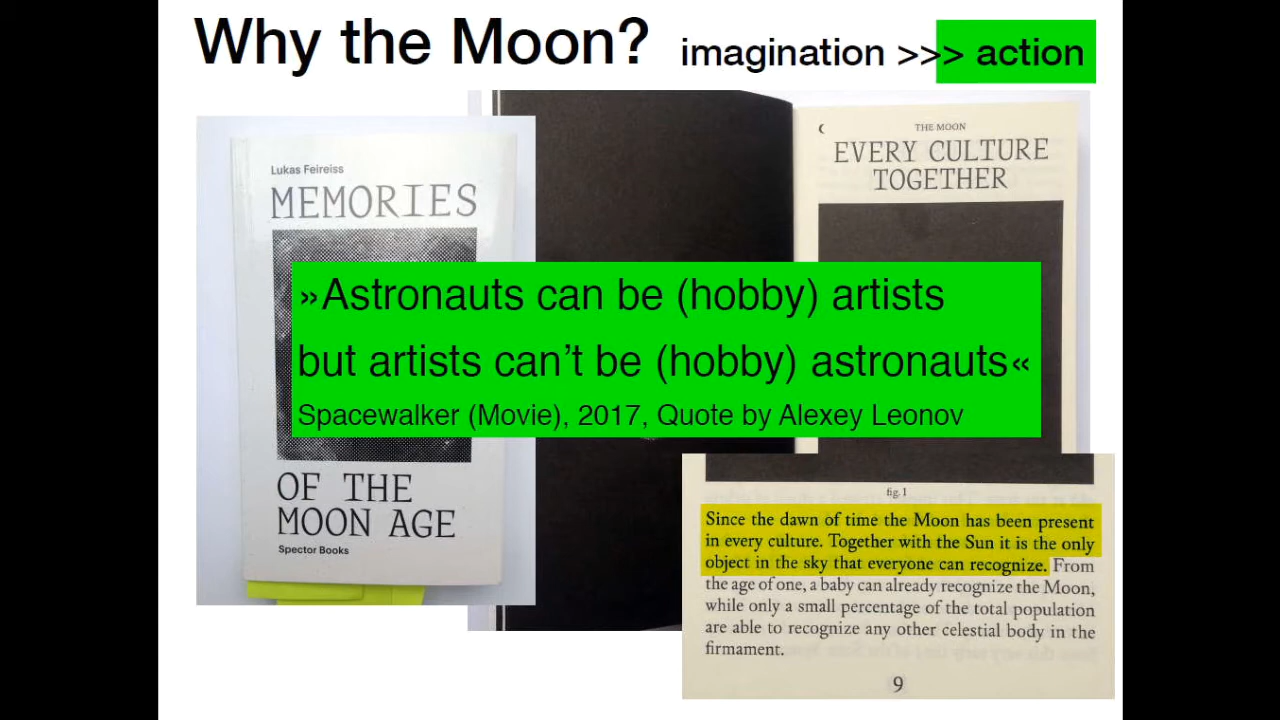 Why the Moon? imagination >>> action
Lukas Feireiss
MEMORIES
OF THE
MOON AGE
Spector Books
THE MOON
EVERY CULTURE
TOGETHER
»Astronauts can be (hobby) artists
but artists can't be (hobby) astronauts«
Spacewalker (Movie), 2017, Quote by Alexey Leonov
fig.1
Since the dawn of time the Moon has been present
in every culture. Together with the Sun it is the only
object in the sky that everyone can recognize. From
the age of one, a baby can already recognize the Moon,
while only a small percentage of the total population
are able to recognize any other celestial body in the
firmament.
9